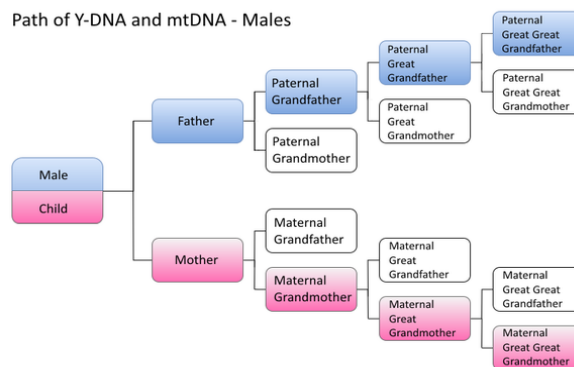 Path of Y-DNA and mtDNA - Males
Paternal
Great Great
Grandfather
Paternal
Great
Grandfather
Paternal
Grandfather
Paternal
Great Great
Grandmother
Paternal
Great
Grandmother
Father
Paternal
Grandmother
Male
Child
Maternal
Grandfather
Mother
Maternal
Grandmother
Maternal
Great
Grandfather
Maternal
Great
Grandmother
Maternal
Great Great
Grandfather
Maternal
Great Great
Grandmother